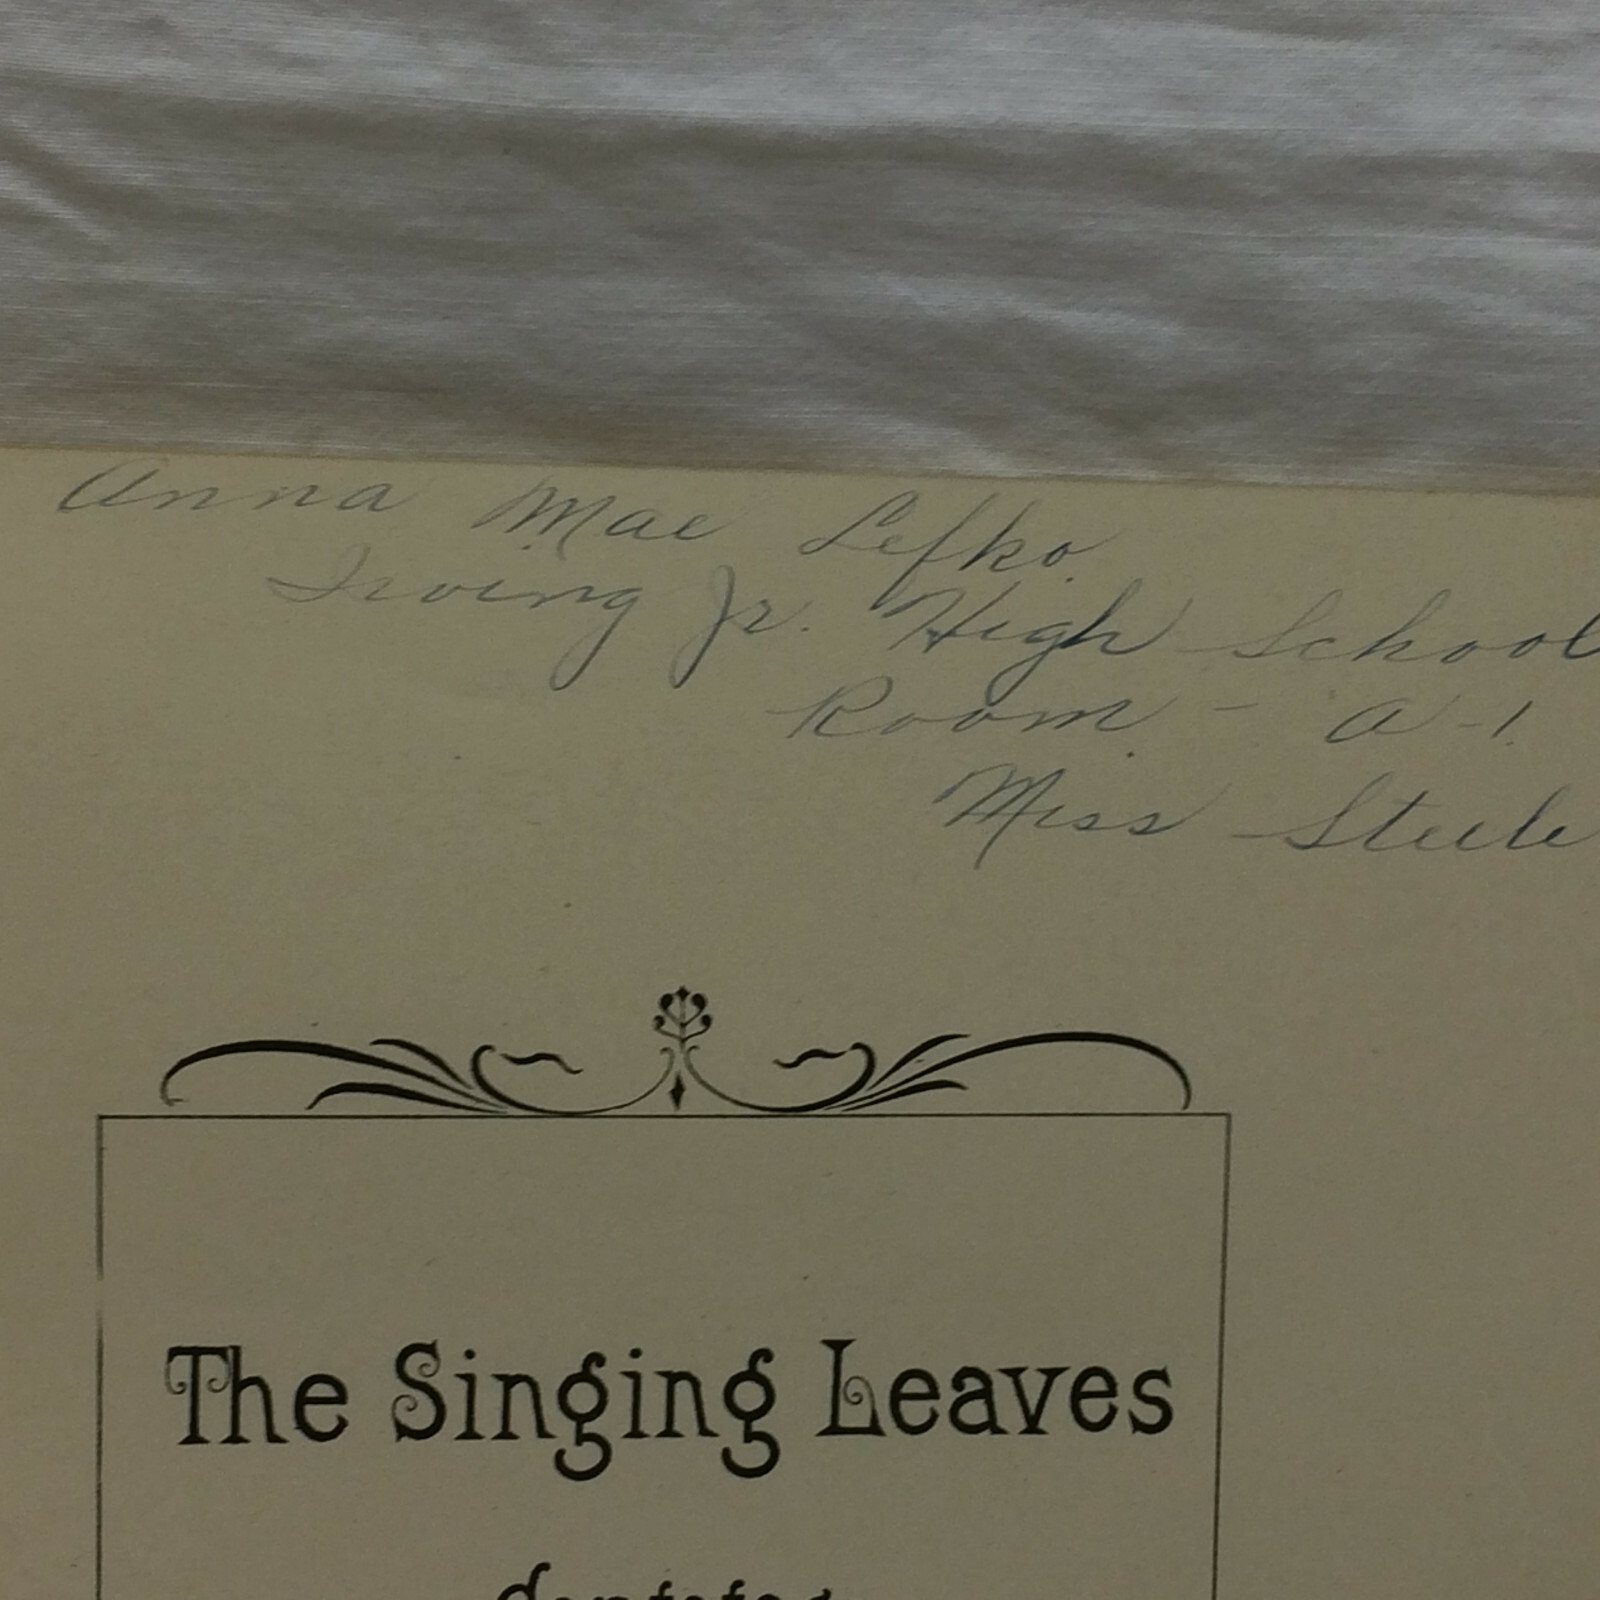 Anna Mae Lefko.
Irving Jr. High School
Room - A-1.
Miss Steele
The Singing Leaves